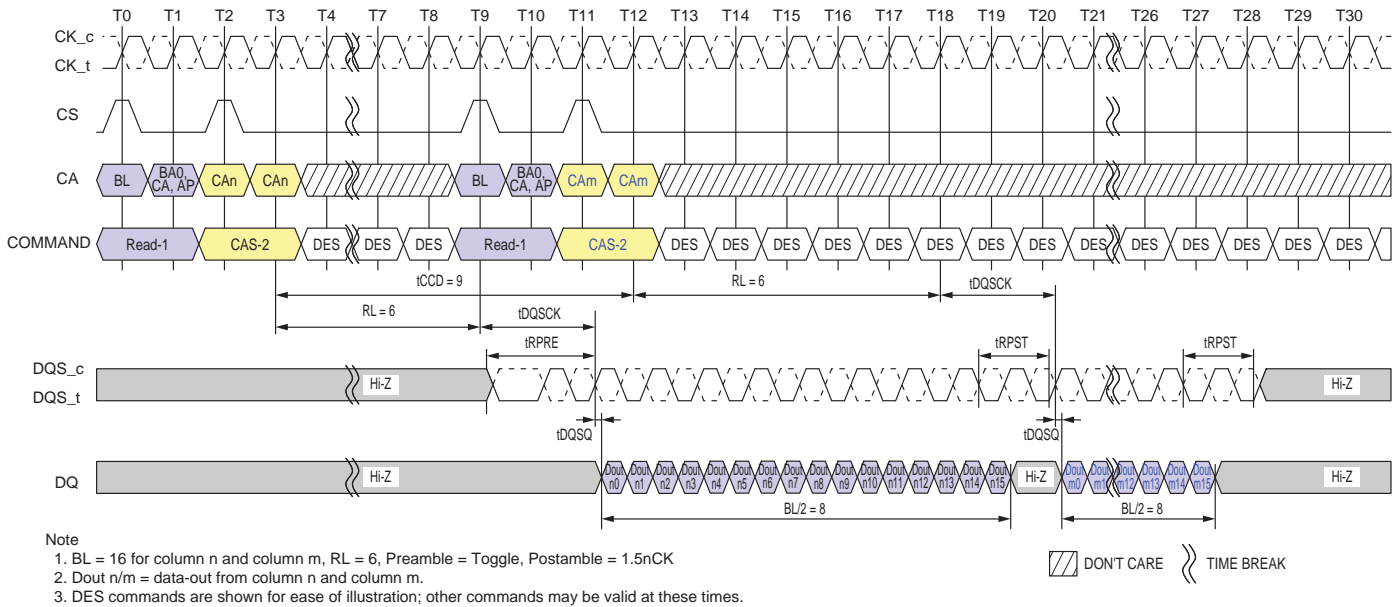 T0 T1 T2 T3 T4 T7 T8 T9 T10 T11 T12 T13 T14 T15 T16 T17 T18 T19 T20 T21 T26 T27 T28 T29 T30
CK_c
CK_t
CS
CA BL BA0, CA, AP CAn CAn BL BA0, CA, AP CAm CAm
COMMAND Read-1 CAS-2 DES DES DES Read-1 CAS-2 DES DES DES DES DES DES DES DES DES DES DES DES DES DES
tCCD = 9 RL = 6 tDQSCK
RL = 6 tDQSCK
tRPRE tRPST tRPST
DQS_c
DQS_t
Hi-Z Hi-Z
tDQSQ tDQSQ
DQ Hi-Z Dout n0 Dout n1 Dout n2 Dout n3 Dout n4 Dout n5 Dout n6 Dout n7 Dout n8 Dout n9 Dout n10 Dout n11 Dout n12 Dout n13 Dout n14 Dout n15 Hi-Z Dout m0 Dout m1 Dout m12 Dout m13 Dout m14 Dout m15 Hi-Z
BL/2 = 8 BL/2 = 8
Note
1. BL = 16 for column n and column m, RL = 6, Preamble = Toggle, Postamble = 1.5nCK
2. Dout n/m = data-out from column n and column m.
3. DES commands are shown for ease of illustration; other commands may be valid at these times.
DON'T CARE TIME BREAK